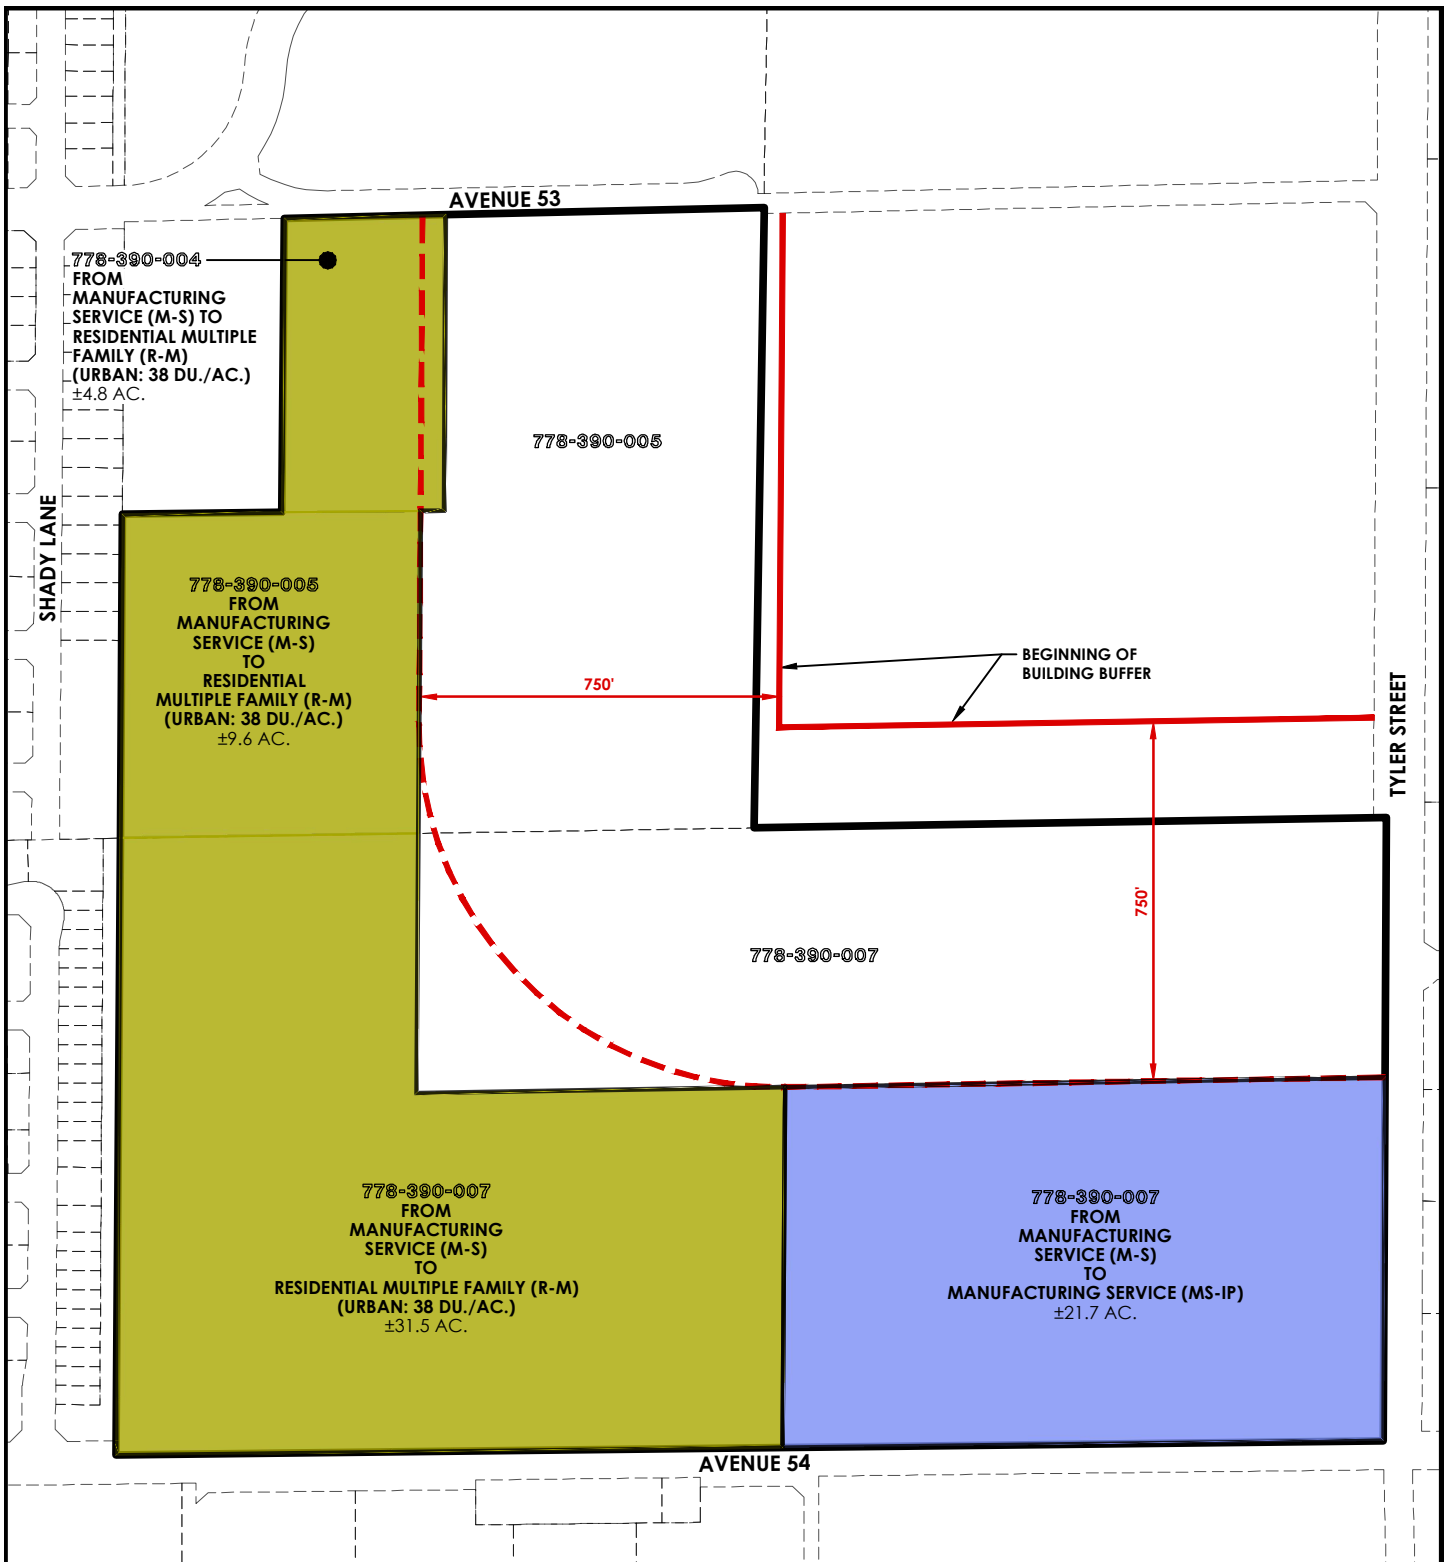 AVENUE 53
778-390-004
FROM
MANUFACTURING
SERVICE (M-S) TO
RESIDENTIAL MULTIPLE
FAMILY (R-M)
(URBAN: 38 DU./AC.)
±4.8 AC.
778-390-005
SHADY LANE
778-390-005
FROM
MANUFACTURING
SERVICE (M-S)
TO
RESIDENTIAL
MULTIPLE FAMILY (R-M)
(URBAN: 38 DU./AC.)
±9.6 AC.
750'
BEGINNING OF
BUILDING BUFFER
TYLER STREET
750'
778-390-007
778-390-007
FROM
MANUFACTURING
SERVICE (M-S)
TO
RESIDENTIAL MULTIPLE FAMILY (R-M)
(URBAN: 38 DU./AC.)
±31.5 AC.
778-390-007
FROM
MANUFACTURING
SERVICE (M-S)
TO
MANUFACTURING SERVICE (MS-IP)
±21.7 AC.
AVENUE 54